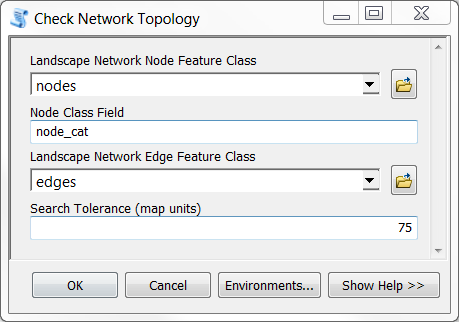 Check Network Topology
Landscape Network Node Feature Class
nodes
Node Class Field
node_cat
Landscape Network Edge Feature Class
edges
Search Tolerance (map units)
75
OK Cancel Environments... Show Help >>